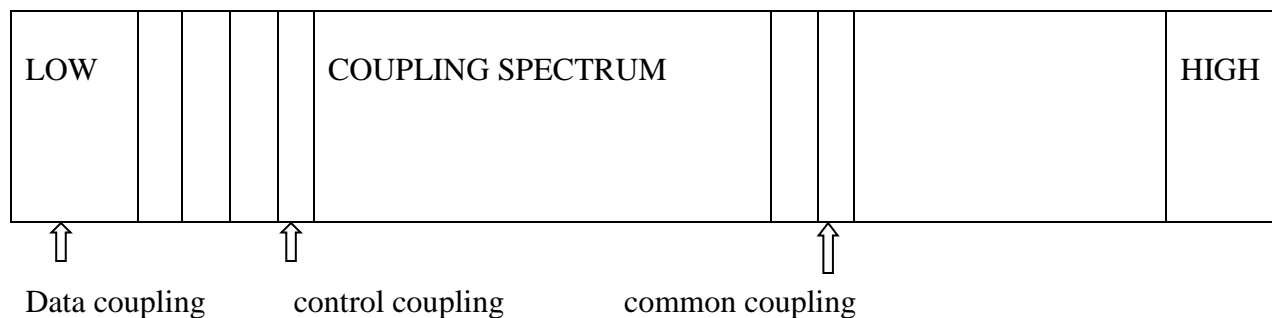 LOW COUPLING SPECTRUM HIGH
Data coupling control coupling common coupling